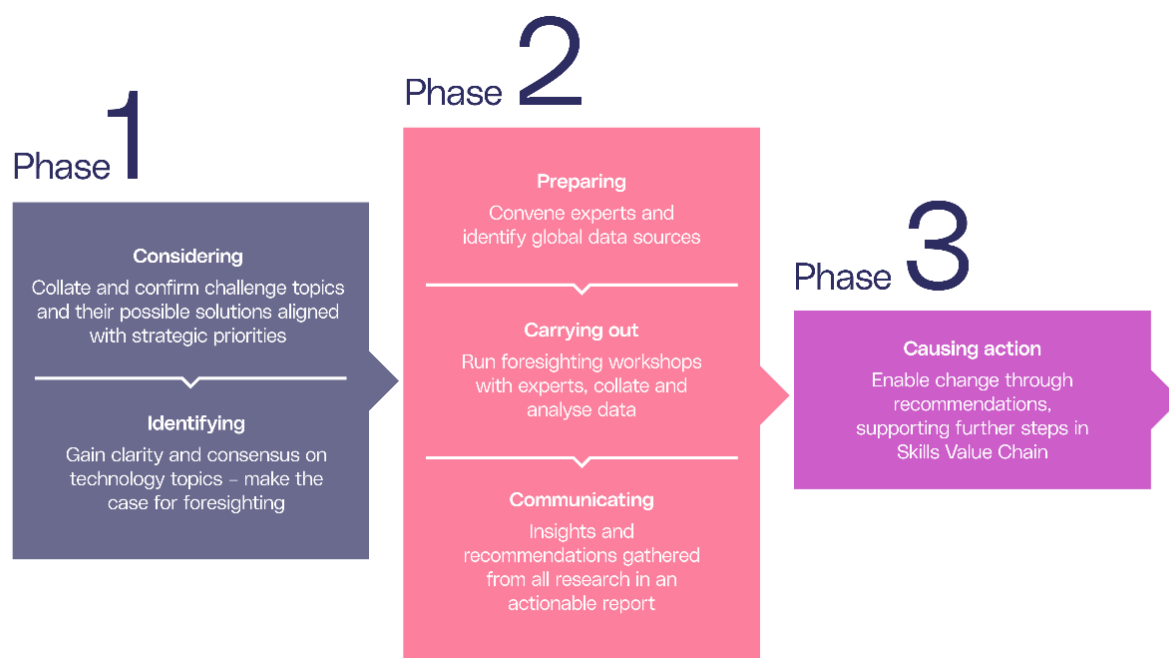 Phase 1
Considering
Collate and confirm challenge topics
and their possible solutions aligned
with strategic priorities
Identifying
Gain clarity and consensus on
technology topics – make the
case for foresighting
Phase 2
Preparing
Convene experts and
identify global data sources
Carrying out
Run foresighting workshops
with experts, collate and
analyse data
Communicating
Insights and
recommendations gathered
from all research in an
actionable report
Phase 3
Causing action
Enable change through
recommendations,
supporting further steps in
Skills Value Chain